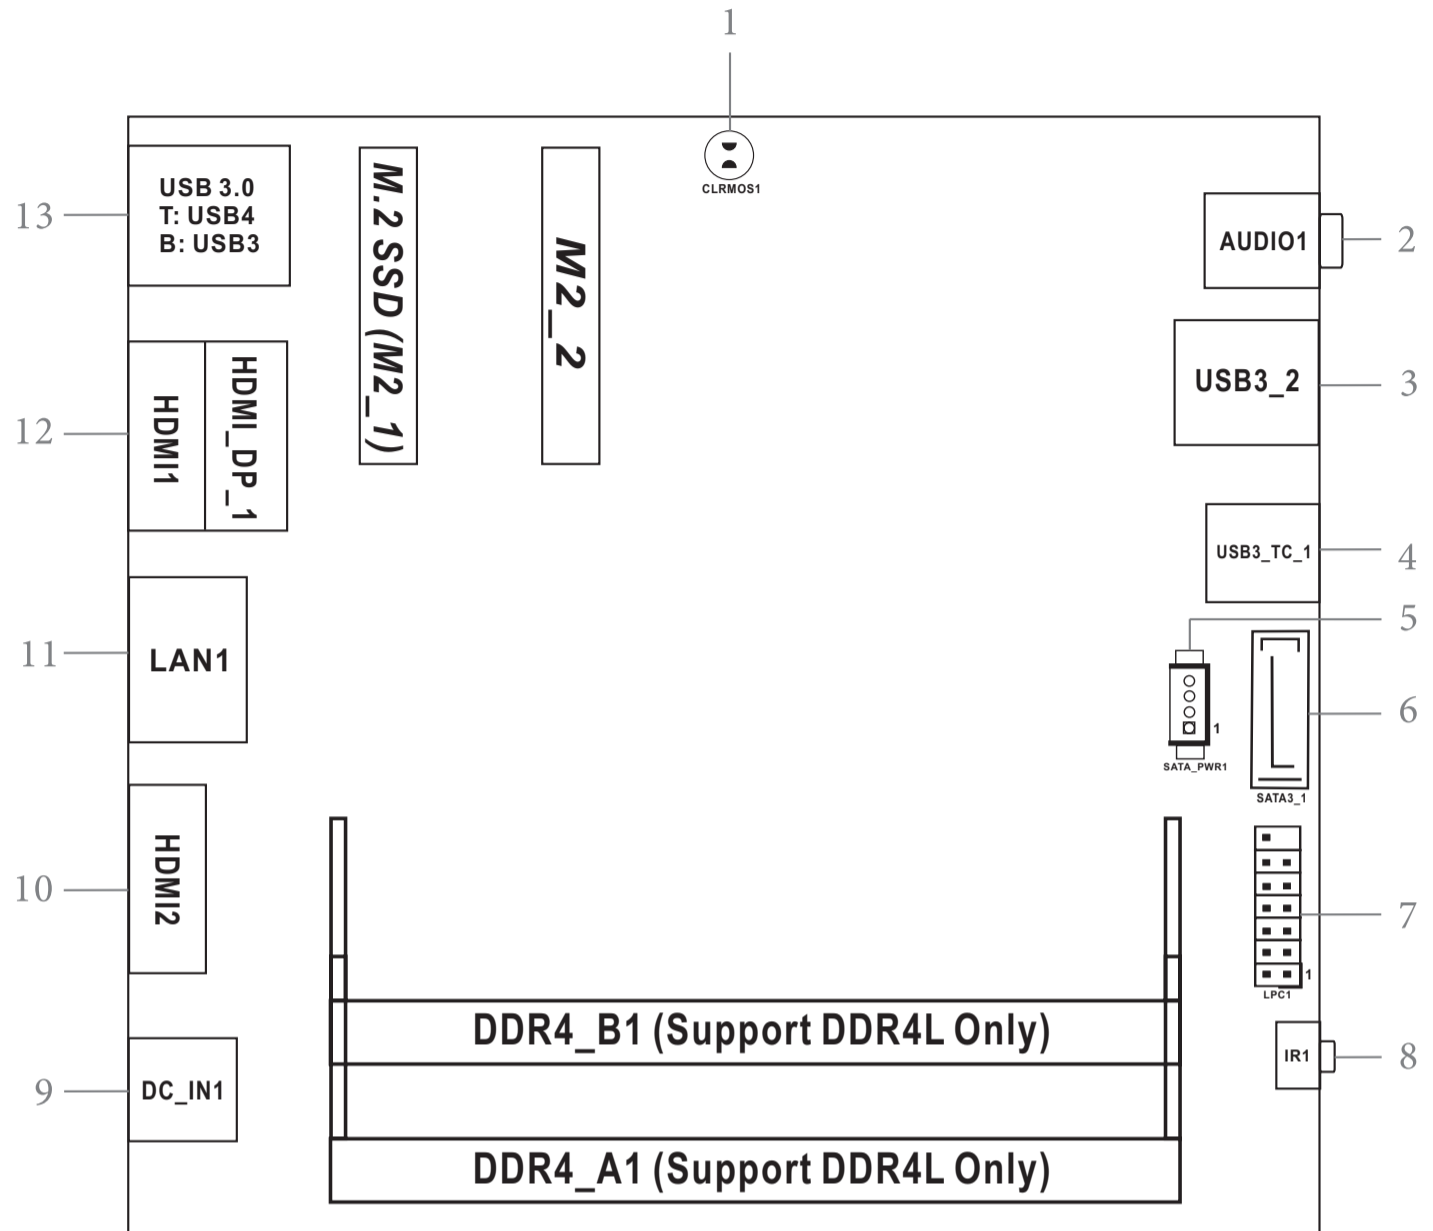 1
CLRMOS1
USB 3.0
T: USB4
B: USB3
13
M.2 SSD (M2_1)
M2_2
AUDIO1
2
USB3_2
3
HDMI1
HDMI_DP_1
12
USB3_TC_1
4
5
LAN1
11
1
SATA_PWR1
6
SATA3_1
HDMI2
10
7
1
LPC1
DDR4_B1 (Support DDR4L Only)
IR1
8
DC_IN1
9
DDR4_A1 (Support DDR4L Only)